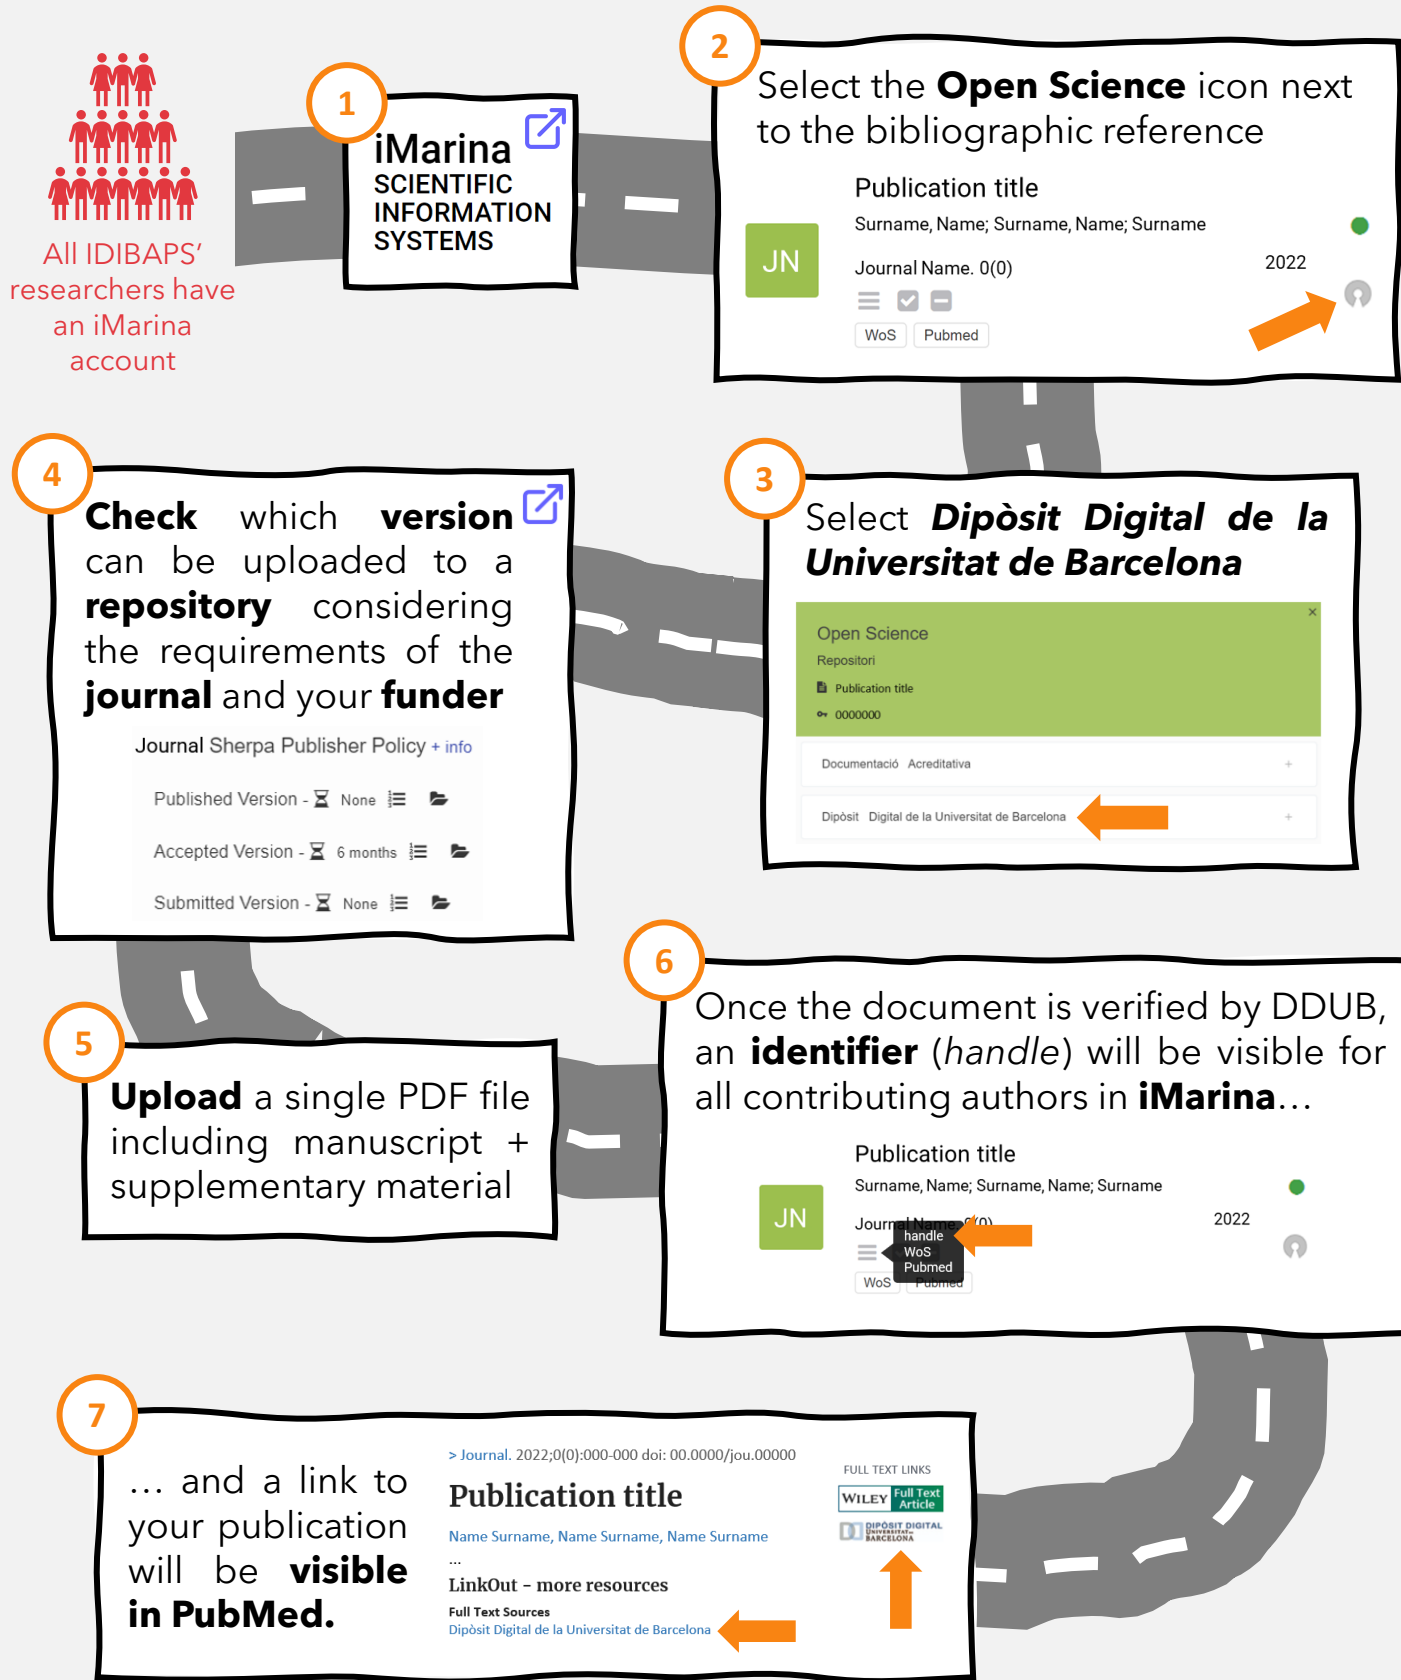 All IDIBAPS’
researchers have
an iMarina
account
1
iMarina
SCIENTIFIC
INFORMATION
SYSTEMS
2
Select the Open Science icon next
to the bibliographic reference
Publication title
Surname, Name; Surname, Name; Surname
JN
Journal Name. 0(0)
2022
WoS Pubmed
3
Select Dipòsit Digital de la
Universitat de Barcelona
×
Open Science
Repositori
Publication title
0000000
Documentació Acreditativa +
Dipòsit Digital de la Universitat de Barcelona +
4
Check which version
can be uploaded to a
repository considering
the requirements of the
journal and your funder
Journal Sherpa Publisher Policy + info
Published Version - None
Accepted Version - 6 months
Submitted Version - None
5
Upload a single PDF file
including manuscript +
supplementary material
6
Once the document is verified by DDUB,
an identifier (handle) will be visible for
all contributing authors in iMarina…
Publication title
Surname, Name; Surname, Name; Surname
JN
Journal Name. 0(0)
2022
handle
WoS
Pubmed
WoS Pubmed
7
… and a link to
your publication
will be visible
in PubMed.
> Journal. 2022;0(0):000-000 doi: 00.0000/jou.00000
Publication title
Name Surname, Name Surname, Name Surname
…
LinkOut - more resources
Full Text Sources
Dipòsit Digital de la Universitat de Barcelona
FULL TEXT LINKS
WILEY Full Text
Article
DIPÒSIT DIGITAL
UNIVERSITAT DE
BARCELONA